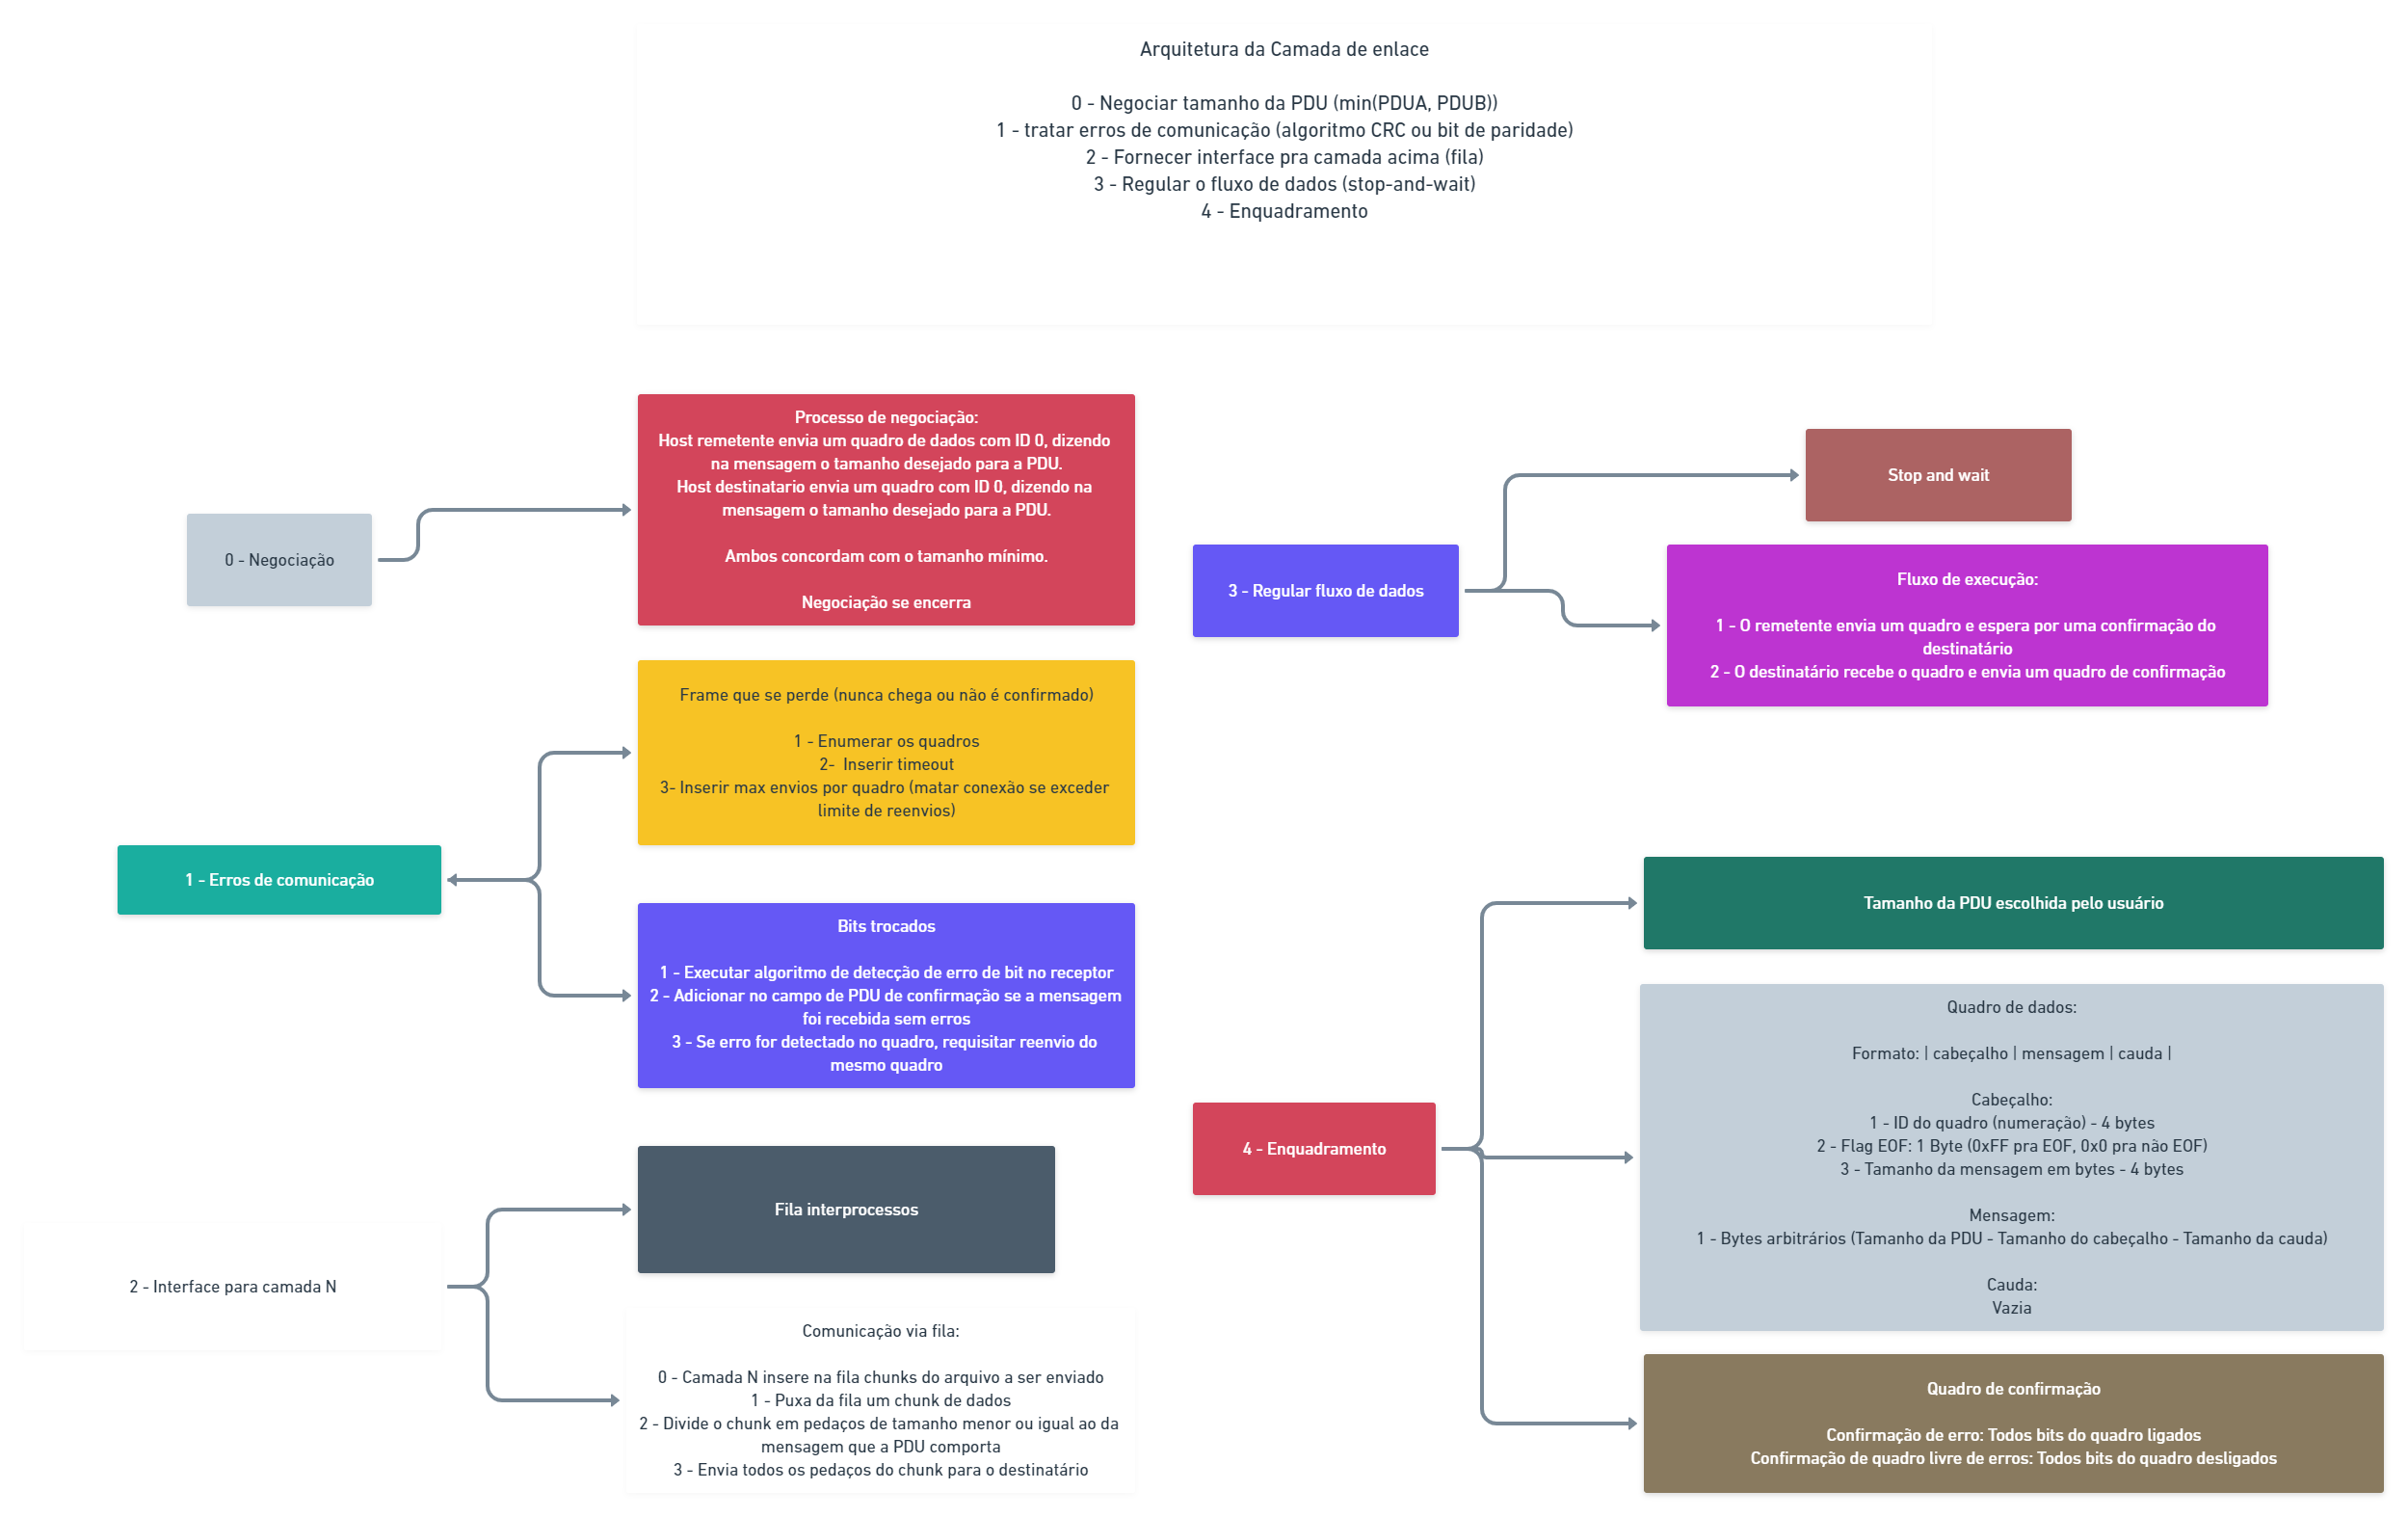 Arquitetura da Camada de enlace
0 - Negociar tamanho da PDU (min(PDUA, PDUB))
1 - tratar erros de comunicação (algoritmo CRC ou bit de paridade)
2 - Fornecer interface pra camada acima (fila)
3 - Regular o fluxo de dados (stop-and-wait)
4 - Enquadramento
0 - Negociação
Processo de negociação:
Host remetente envia um quadro de dados com ID 0, dizendo
na mensagem o tamanho desejado para a PDU.
Host destinatario envia um quadro com ID 0, dizendo na
mensagem o tamanho desejado para a PDU.
Ambos concordam com o tamanho mínimo.
Negociação se encerra
1 - Erros de comunicação
Frame que se perde (nunca chega ou não é confirmado)
1 - Enumerar os quadros
2-  Inserir timeout
3- Inserir max envios por quadro (matar conexão se exceder
limite de reenvios)
Bits trocados
1 - Executar algoritmo de detecção de erro de bit no receptor
2 - Adicionar no campo de PDU de confirmação se a mensagem
foi recebida sem erros
3 - Se erro for detectado no quadro, requisitar reenvio do
mesmo quadro
2 - Interface para camada N
Fila interprocessos
Comunicação via fila:
0 - Camada N insere na fila chunks do arquivo a ser enviado
1 - Puxa da fila um chunk de dados
2 - Divide o chunk em pedaços de tamanho menor ou igual ao da
mensagem que a PDU comporta
3 - Envia todos os pedaços do chunk para o destinatário
3 - Regular fluxo de dados
Stop and wait
Fluxo de execução:
1 - O remetente envia um quadro e espera por uma confirmação do
destinatário
2 - O destinatário recebe o quadro e envia um quadro de confirmação
4 - Enquadramento
Tamanho da PDU escolhida pelo usuário
Quadro de dados:
Formato: | cabeçalho | mensagem | cauda |
Cabeçalho:
1 - ID do quadro (numeração) - 4 bytes
2 - Flag EOF: 1 Byte (0xFF pra EOF, 0x0 pra não EOF)
3 - Tamanho da mensagem em bytes - 4 bytes
Mensagem:
1 - Bytes arbitrários (Tamanho da PDU - Tamanho do cabeçalho - Tamanho da cauda)
Cauda:
Vazia
Quadro de confirmação
Confirmação de erro: Todos bits do quadro ligados
Confirmação de quadro livre de erros: Todos bits do quadro desligados